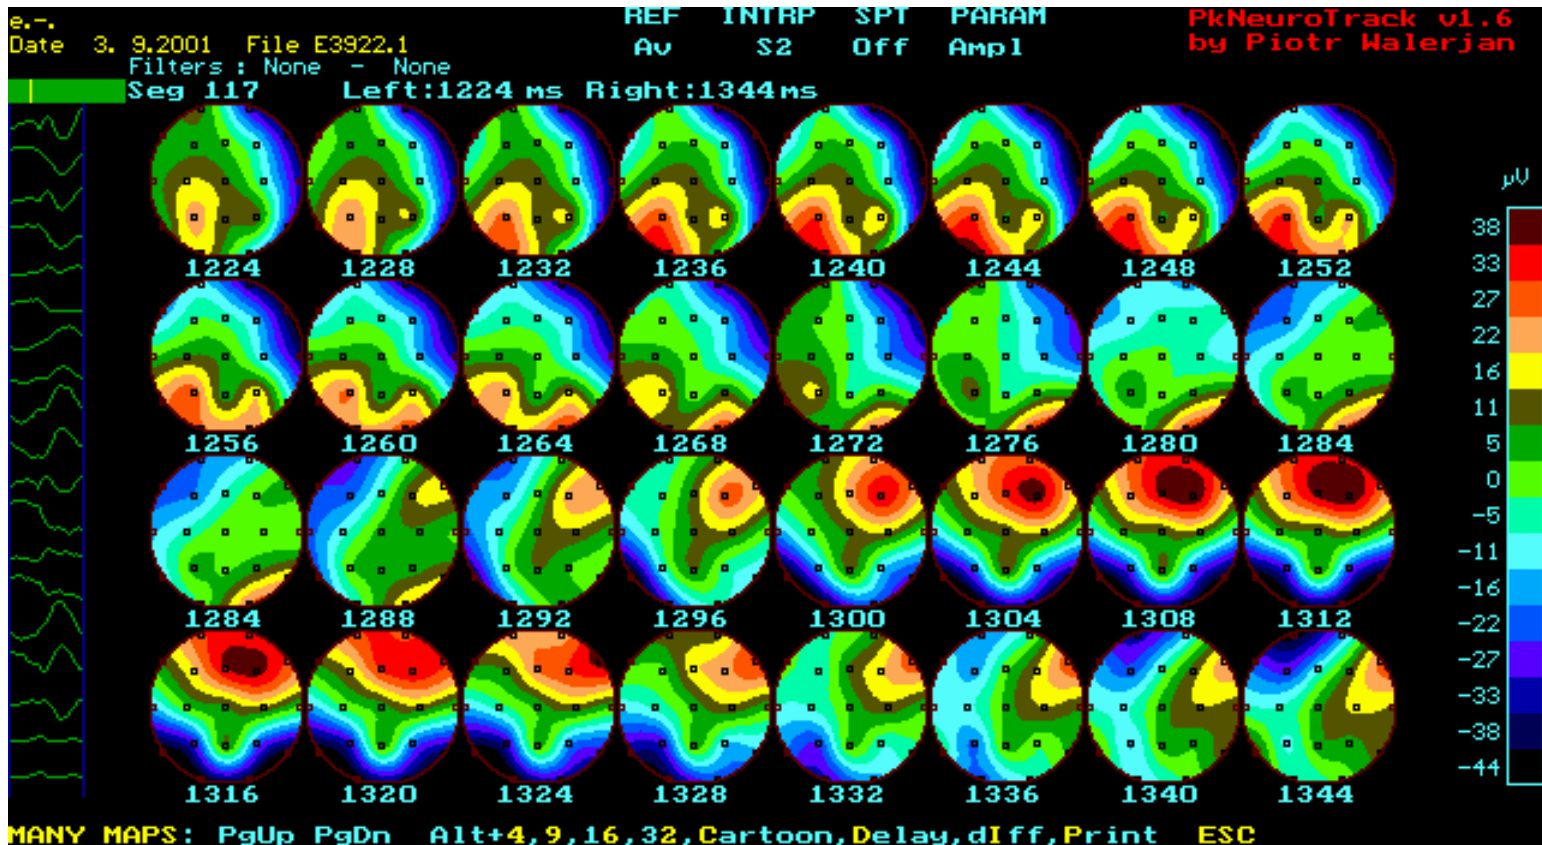 e.-.
REF INTRP SPT PARAM
PkNeuroTrack v1.6
Date 3. 9.2001 File E3922.1
Av S2 Off Ampl
by Piotr Walerjan
Filters : None - None
Seg 117 Left:1224 ms Right:1344ms
1224 1228 1232 1236 1240 1244 1248 1252
1256 1260 1264 1268 1272 1276 1280 1284
1284 1288 1292 1296 1300 1304 1308 1312
1316 1320 1324 1328 1332 1336 1340 1344
µV
38
33
27
22
16
11
5
0
-5
-11
-16
-22
-27
-33
-38
-44
MANY MAPS: PgUp PgDn Alt+4,9,16,32,Cartoon,Delay,dIff,Print ESC